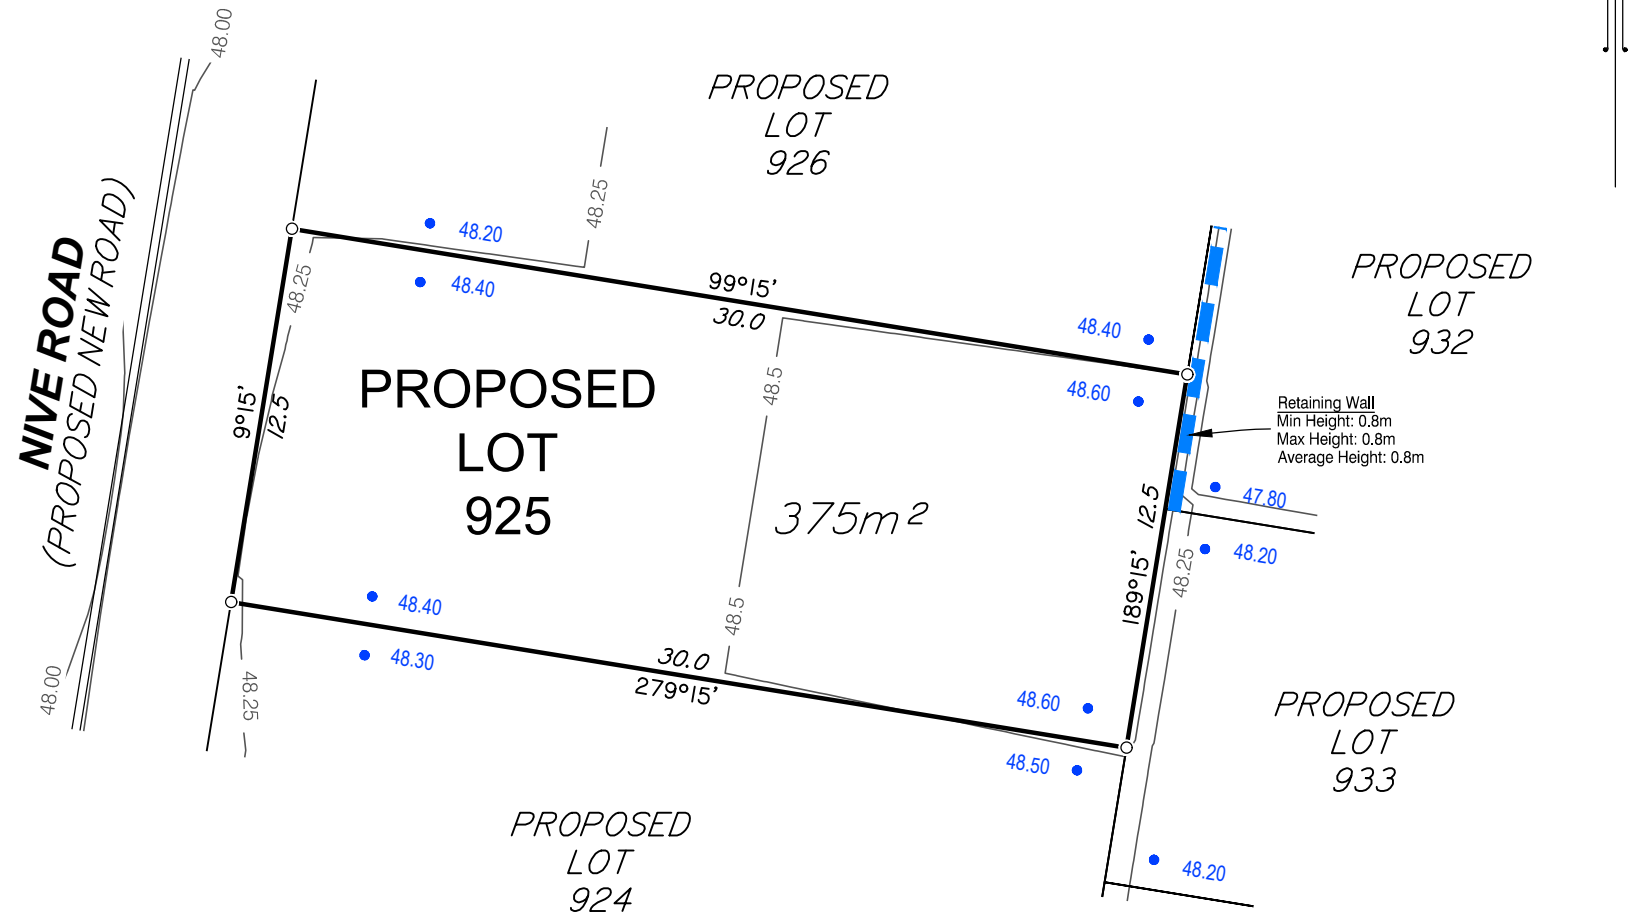 48.00
PROPOSED
LOT
926
48.25
48.20
NIVE ROAD
(PROPOSED NEW ROAD)
48.25
48.40
99°15'
30.0
48.40
PROPOSED
LOT
932
48.60
48.5
PROPOSED
LOT
925
9°15'
12.5
Retaining Wall
Min Height: 0.8m
Max Height: 0.8m
Average Height: 0.8m
375m²
12.5
189°15'
47.80
48.20
48.25
48.40
48.30
48.5
30.0
279°15'
48.60
48.50
48.00
48.25
PROPOSED
LOT
933
PROPOSED
LOT
924
48.20